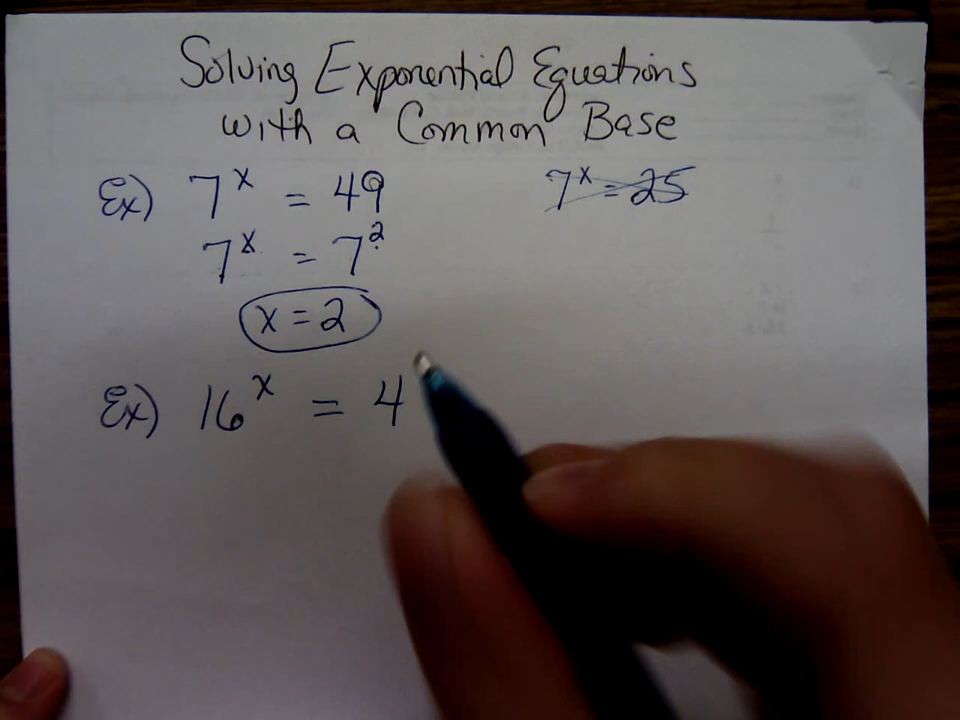 Solving Exponential Equations
with a Common Base
Ex) 7^x = 49
7^x = 25
7^x = 7^2
x = 2
Ex) 16^x = 4